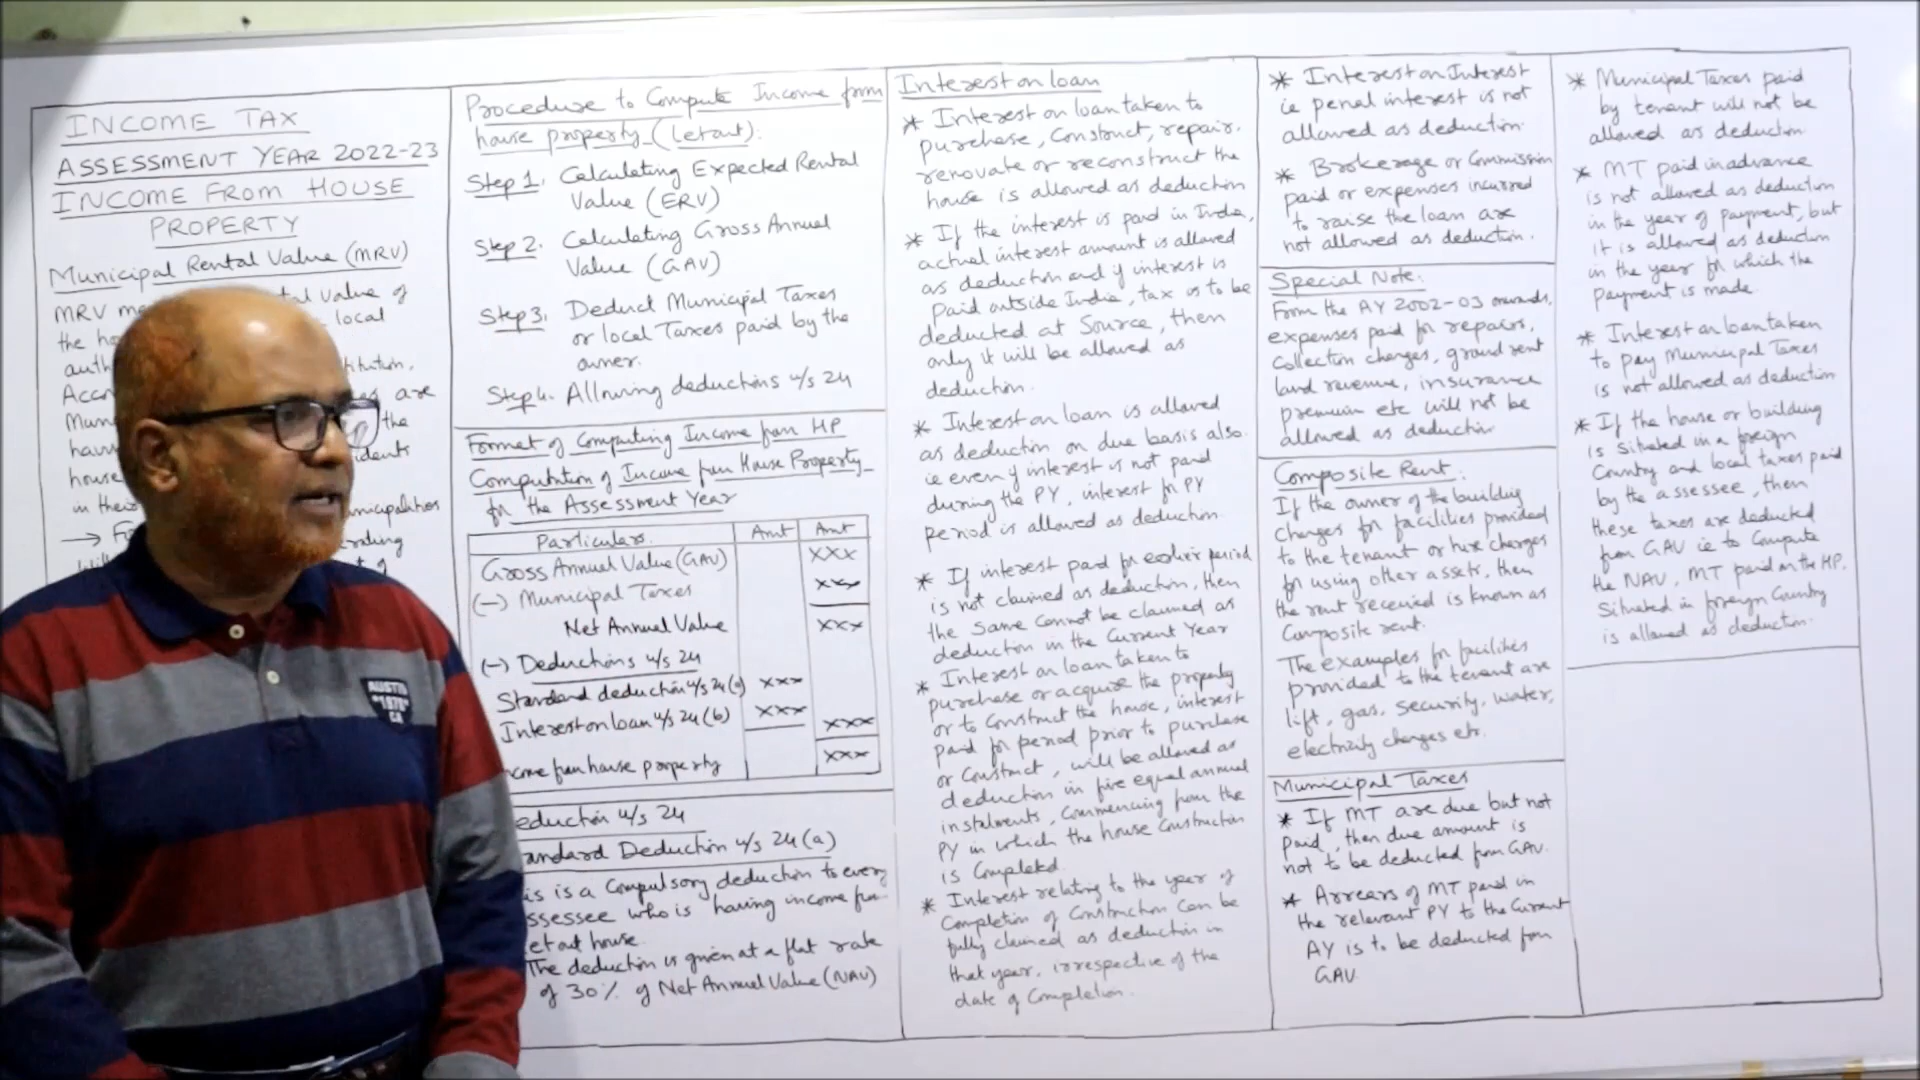 INCOME TAX
ASSESSMENT YEAR 2022-23
INCOME FROM HOUSE
PROPERTY
Municipal Rental Value (MRV)
MRV value of
the local
auth
Acco are
Muni the
hav idents
house
in their municipalities
→
Procedure to Compute Income from
house property (letout):
Step 1. Calculating Expected Rental
Value (ERV)
Step 2. Calculating Gross Annual
Value (GAV)
Step 3. Deduct Municipal Taxes
or local Taxes paid by the
owner.
Step 4. Allowing deductions u/s 24
Format of Computing Income from HP
Computation of Income from House Property
for the Assessment Year
Particulars. Amt Amt
Gross Annual Value (GAV) xxx
(-) Municipal Taxes xxx
Net Annual Value xxx
(-) Deductions u/s 24
Standard deduction u/s 24(a) xxx
Interest on loan u/s 24(b) xxx xxx
come from house property xxx
eduction u/s 24
andard Deduction u/s 24(a)
is is a Compulsory deduction to every
ssessee who is having income from
et out house.
The deduction is given at a flat rate
of 30% of Net Annual Value (NAV)
Interest on loan
* Interest on loan taken to
purchase, Construct, repair,
renovate or reconstruct the
house is allowed as deduction
* If the interest is paid in India,
actual interest amount is allowed
as deduction and if interest is
Paid outside India, tax is to be
deducted at Source, then
only it will be allowed as
deduction.
* Interest on loan is allowed
as deduction on due basis also
ie even if interest is not paid
during the PY, interest for PY
period is allowed as deduction
* If interest paid for earlier period
is not claimed as deduction, then
the same cannot be claimed as
deduction in the Current Year
* Interest on loan taken to
purchase or acquire the property
or to Construct the house, interest
paid for period prior to purchase
or Construct, will be allowed as
deduction in five equal annual
instalments, Commencing from the
PY in which the house Construction
is Completed.
* Interest relating to the year of
Completion of Construction Can be
fully claimed as deduction in
that year, irrespective of the
date of Completion.
* Interest on Interest
ie penal interest is not
allowed as deduction.
* Brokerage or Commission
paid or expenses incurred
to raise the loan are
not allowed as deduction.
Special Note:
From the AY 2002-03 onwards,
expenses paid for repairs,
Collection charges, ground rent
land revenue, insurance
premium etc will not be
allowed as deduction
Composite Rent:
If the owner of the building
charges for facilities provided
to the tenant or hire charges
for using other assets, then
the rent received is known as
Composite rent.
The examples for facilities
provided to the tenant are
lift, gas, security, water,
electricity charges etc.
Municipal Taxes
* If MT are due but not
paid, then due amount is
not to be deducted from GAV.
* Arrears of MT paid in
the relevant PY to the Current
AY is to be deducted from
GAV
* Municipal Taxes paid
by tenant will not be
allowed as deduction
* MT paid in advance
is not allowed as deduction
in the year of payment, but
it is allowed as deduction
in the year for which the
payment is made
* Interest on loan taken
to pay Municipal Taxes
is not allowed as deduction
* If the house or building
is situated in a foreign
Country and local taxes paid
by the assessee, then
these taxes are deducted
from GAV ie to Compute
the NAV, MT paid on the HP.
Situated in foreign Country
is allowed as deduction.
AUSTIN
"1978"